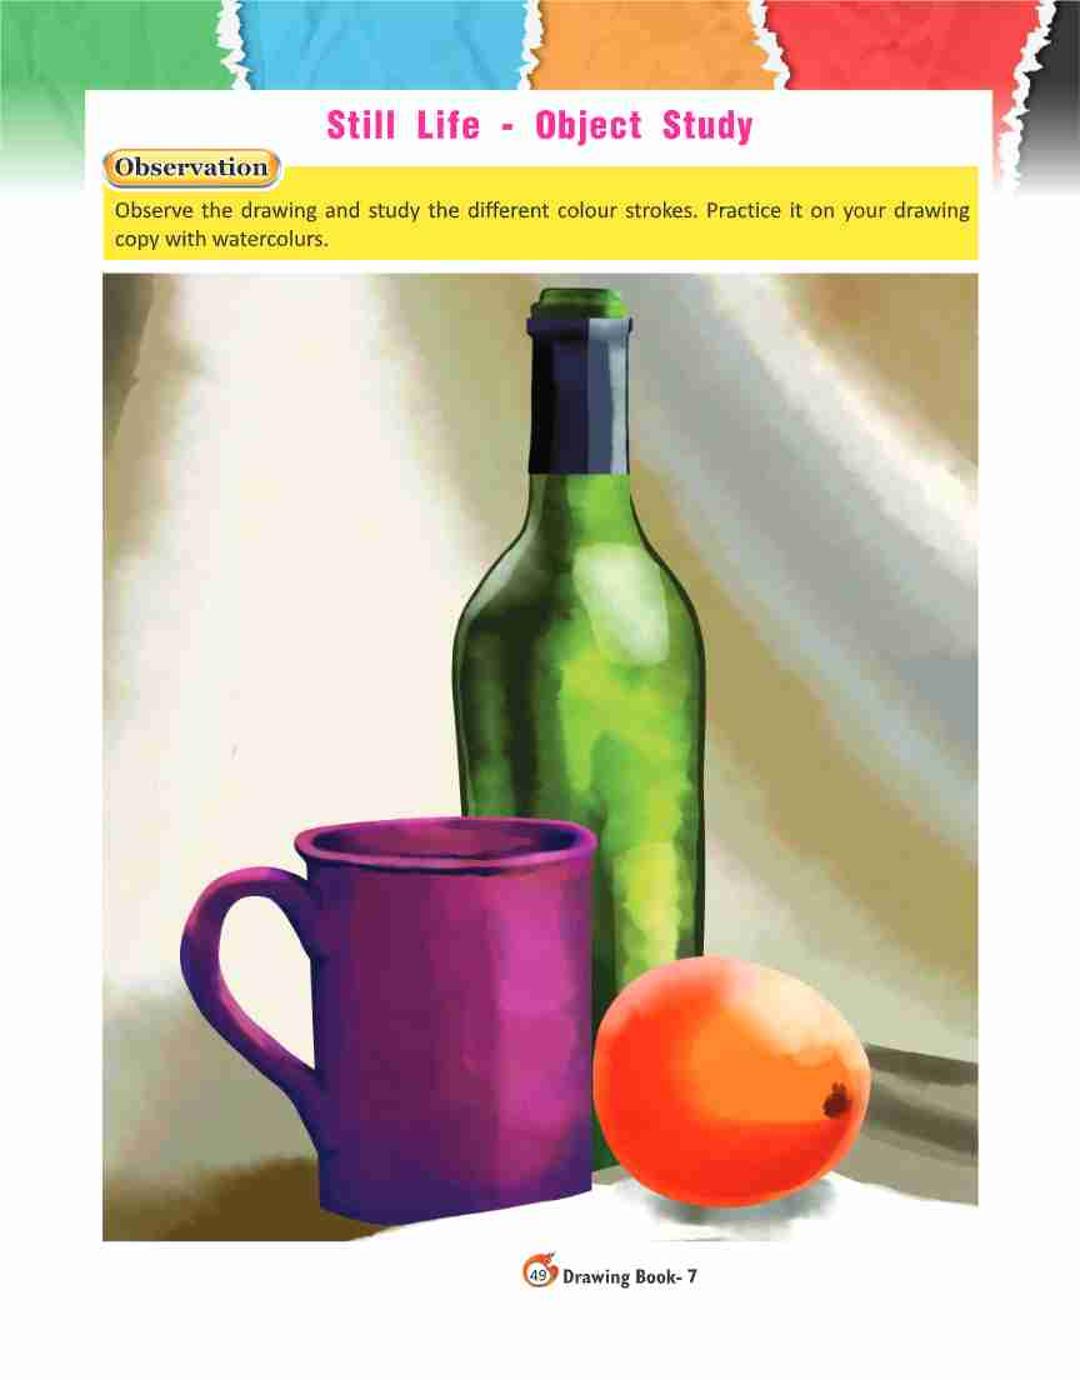 Still Life - Object Study
Observation
Observe the drawing and study the different colour strokes. Practice it on your drawing
copy with watercolurs.
49 Drawing Book- 7